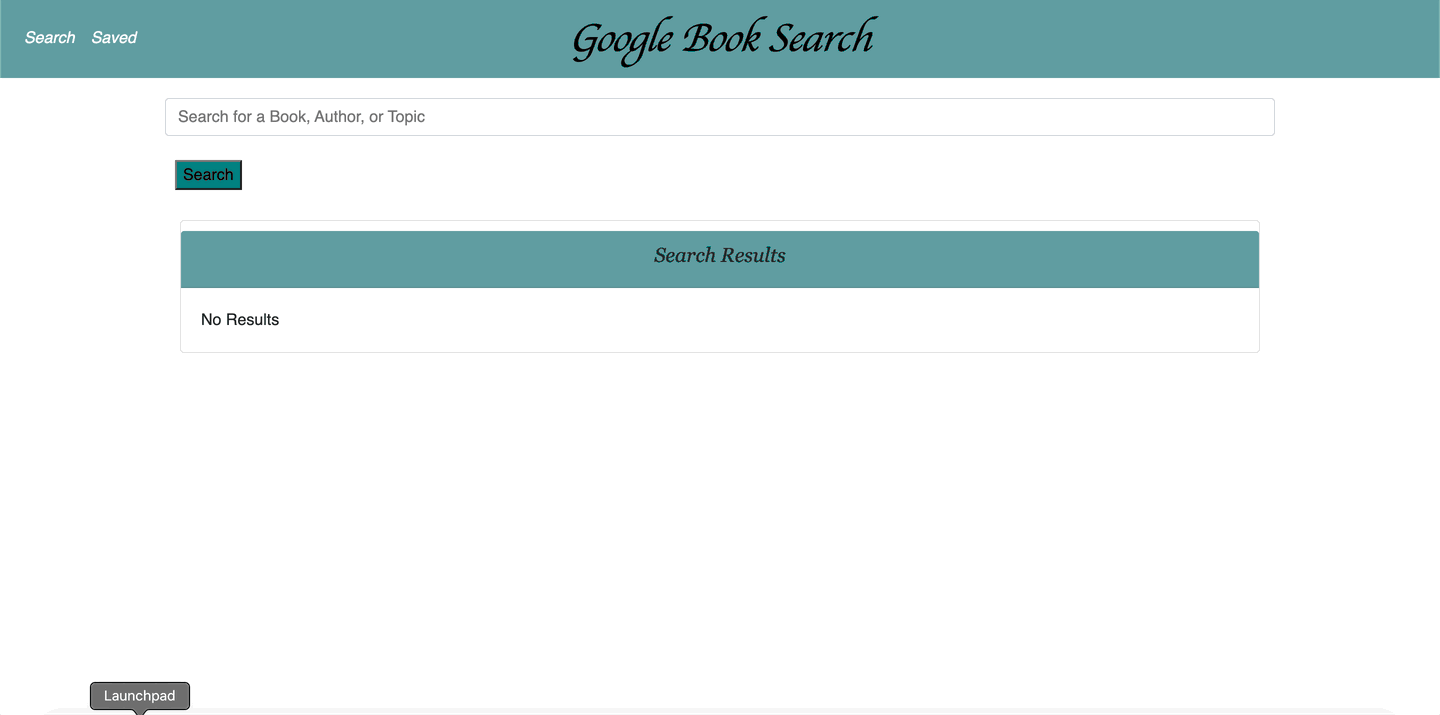 Search Saved Google Book Search
Search for a Book, Author, or Topic
Search
Search Results
No Results
Launchpad